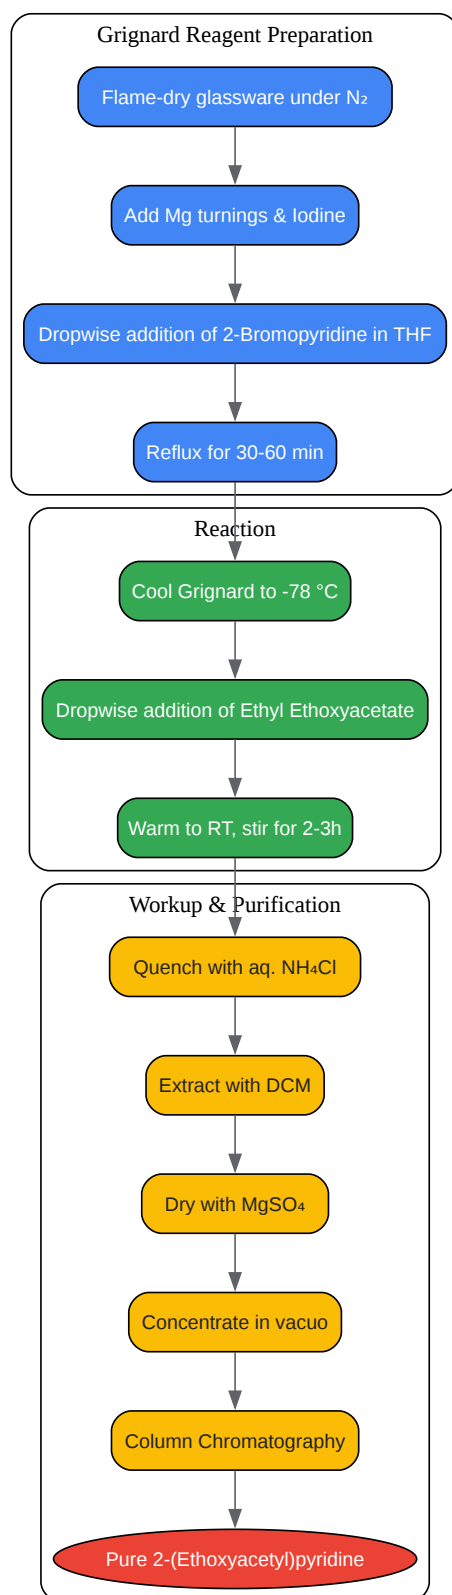 Grignard Reagent Preparation
Flame-dry glassware under N₂
Add Mg turnings & Iodine
Dropwise addition of 2-Bromopyridine in THF
Reflux for 30-60 min
Reaction
Cool Grignard to -78 °C
Dropwise addition of Ethyl Ethoxyacetate
Warm to RT, stir for 2-3h
Workup & Purification
Quench with aq. NH₄Cl
Extract with DCM
Dry with MgSO₄
Concentrate in vacuo
Column Chromatography
Pure 2-(Ethoxyacetyl)pyridine